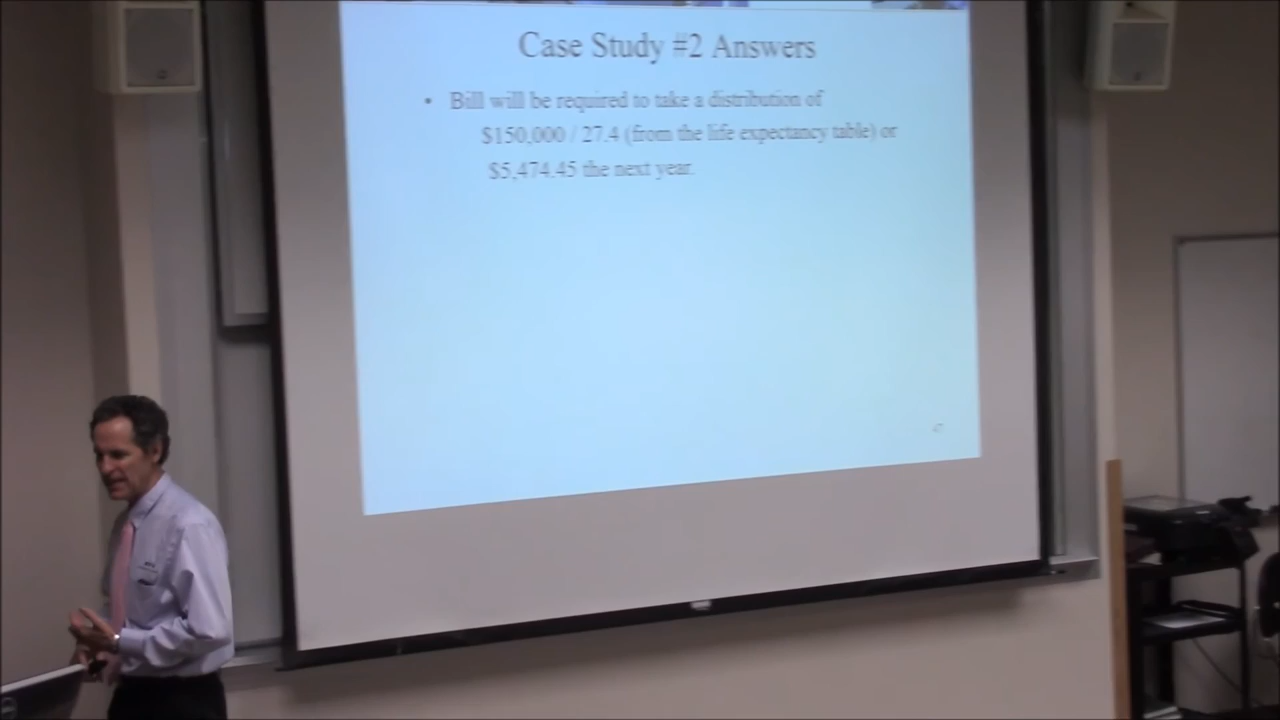 Case Study #2 Answers
• Bill will be required to take a distribution of
$150,000 / 27.4 (from the life expectancy table) or
$5,474.45 the next year.
47